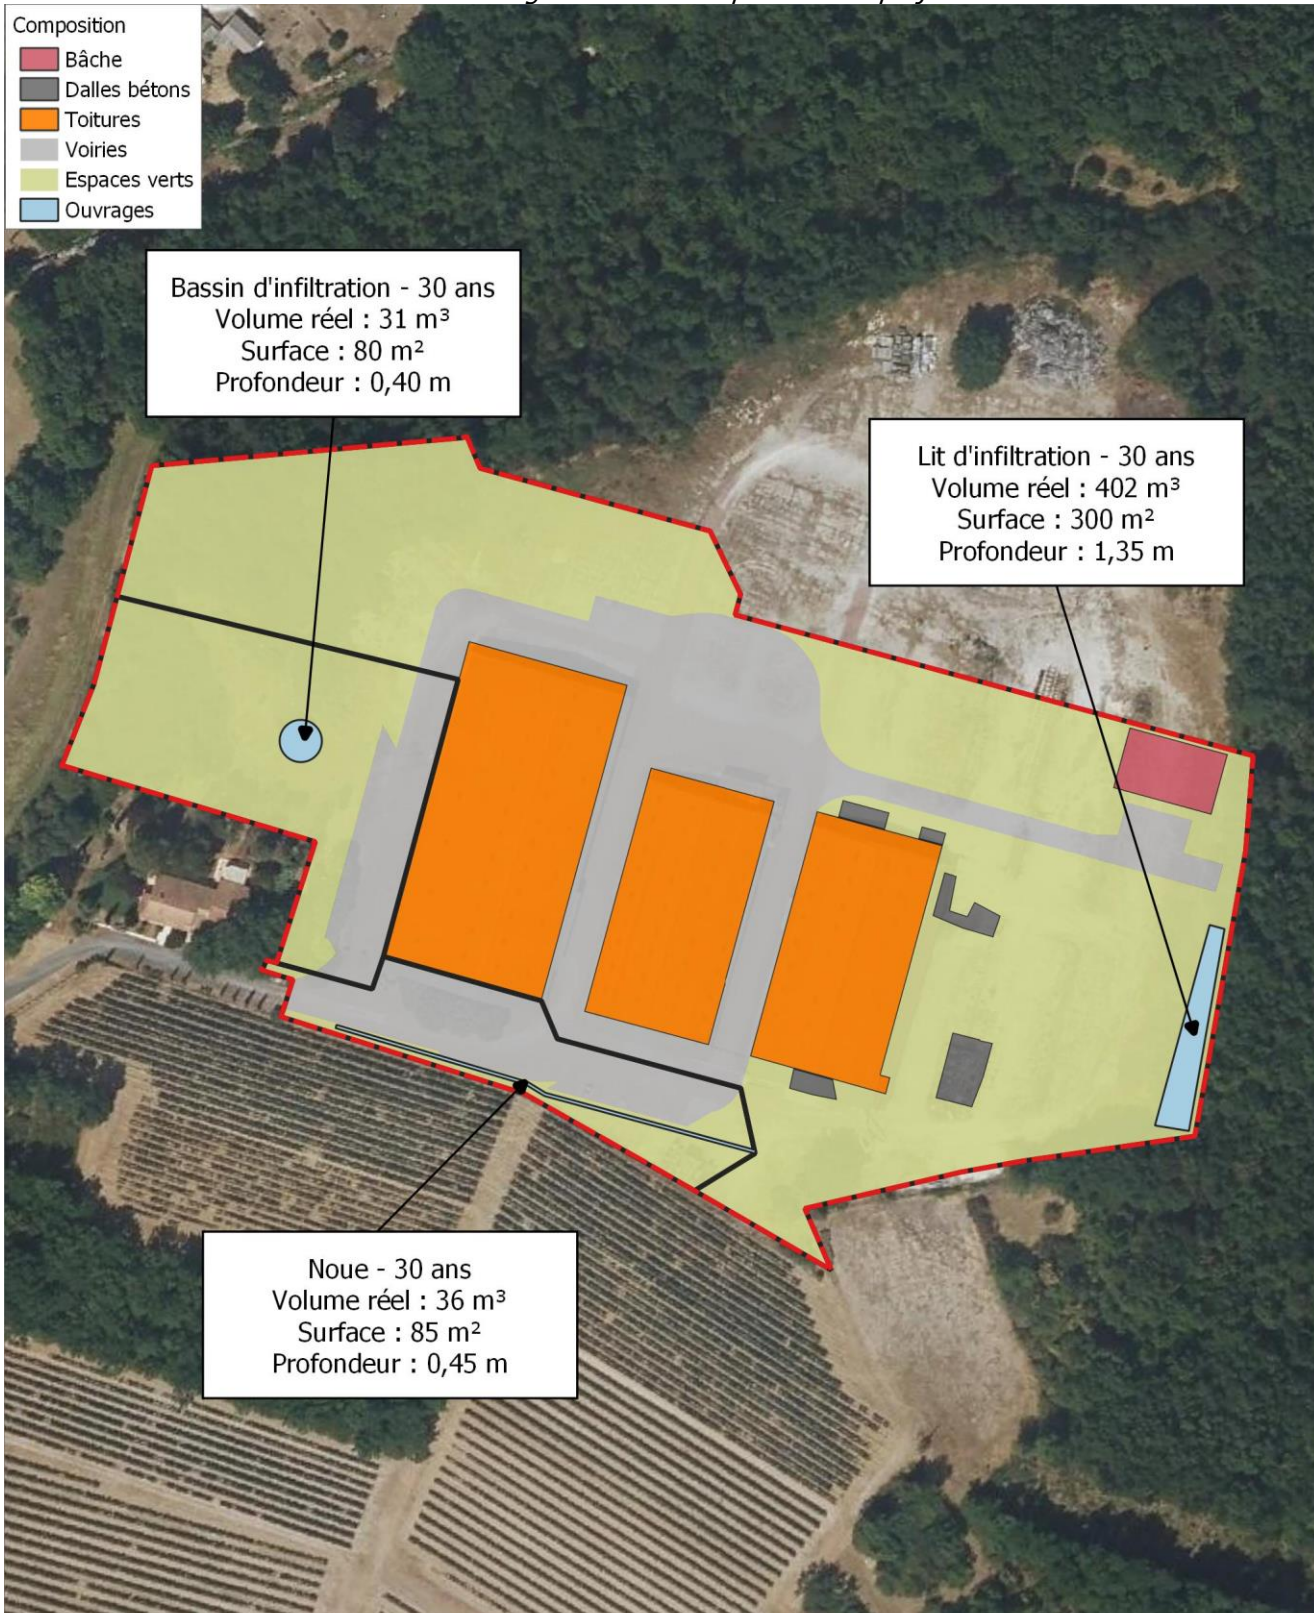 Composition
Bâche
Dalles bétons
Toitures
Voiries
Espaces verts
Ouvrages
Bassin d'infiltration - 30 ans
Volume réel : 31 m³
Surface : 80 m²
Profondeur : 0,40 m
Lit d'infiltration - 30 ans
Volume réel : 402 m³
Surface : 300 m²
Profondeur : 1,35 m
Noue - 30 ans
Volume réel : 36 m³
Surface : 85 m²
Profondeur : 0,45 m